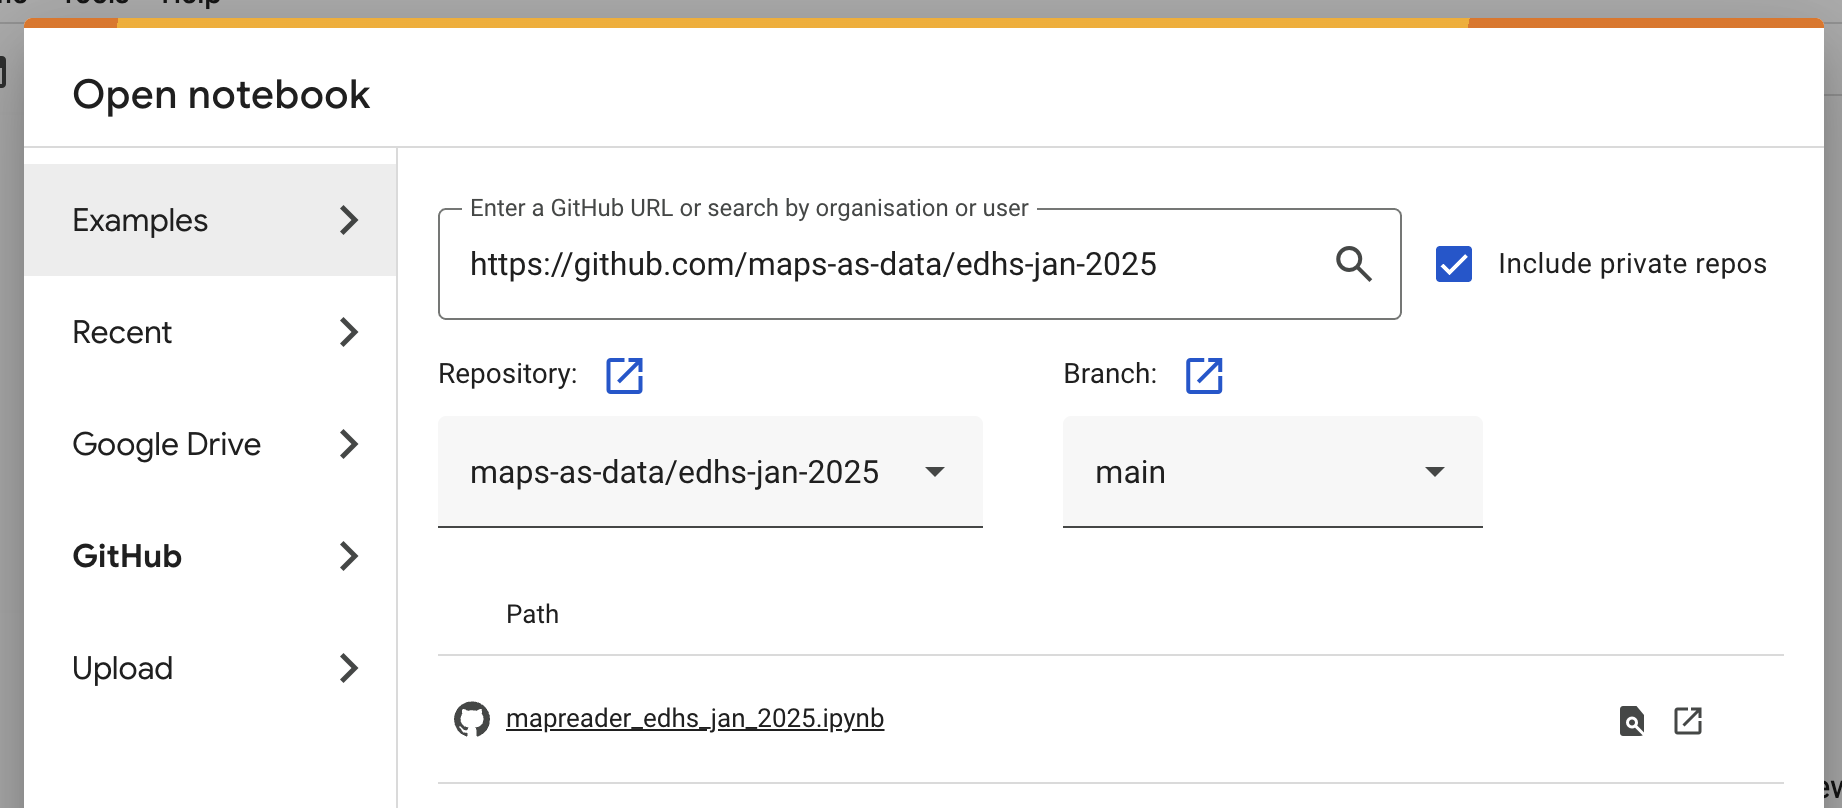 Tools Help
Open notebook
Examples
Recent
Google Drive
GitHub
Upload
Enter a GitHub URL or search by organisation or user
https://github.com/maps-as-data/edhs-jan-2025
Include private repos
Repository:
Branch:
maps-as-data/edhs-jan-2025
main
Path
mapreader_edhs_jan_2025.ipynb